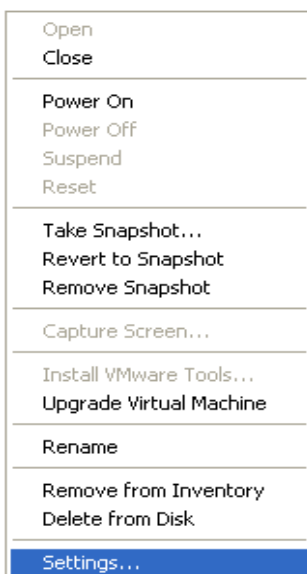 Open
Close
Power On
Power Off
Suspend
Reset
Take Snapshot...
Revert to Snapshot
Remove Snapshot
Capture Screen...
Install VMware Tools...
Upgrade Virtual Machine
Rename
Remove from Inventory
Delete from Disk
Settings...